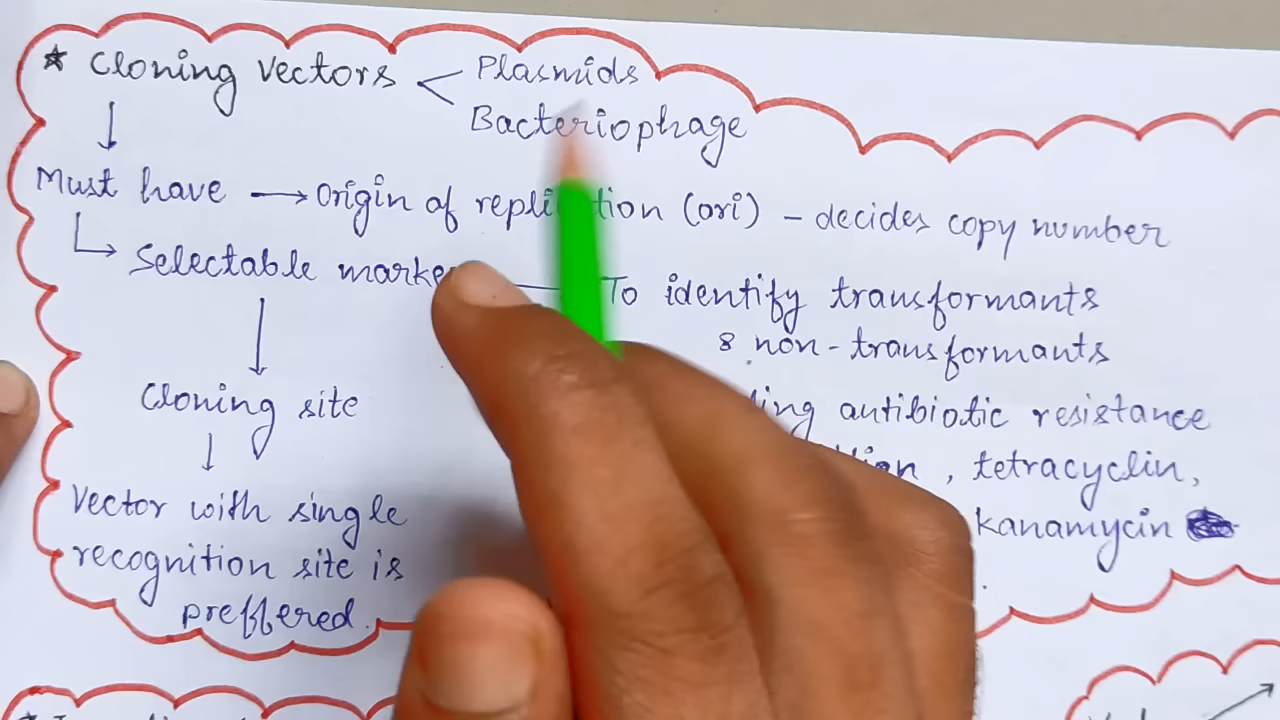 * Cloning Vectors < Plasmids
Bacteriophage
Must have → Origin of replication (ori) - decides copy number
↳ Selectable marker — To identify transformants
& non-transformants
Cloning site
antibiotic resistance
, tetracyclin,
Vector with single
kanamycin
recognition site is
preffered.